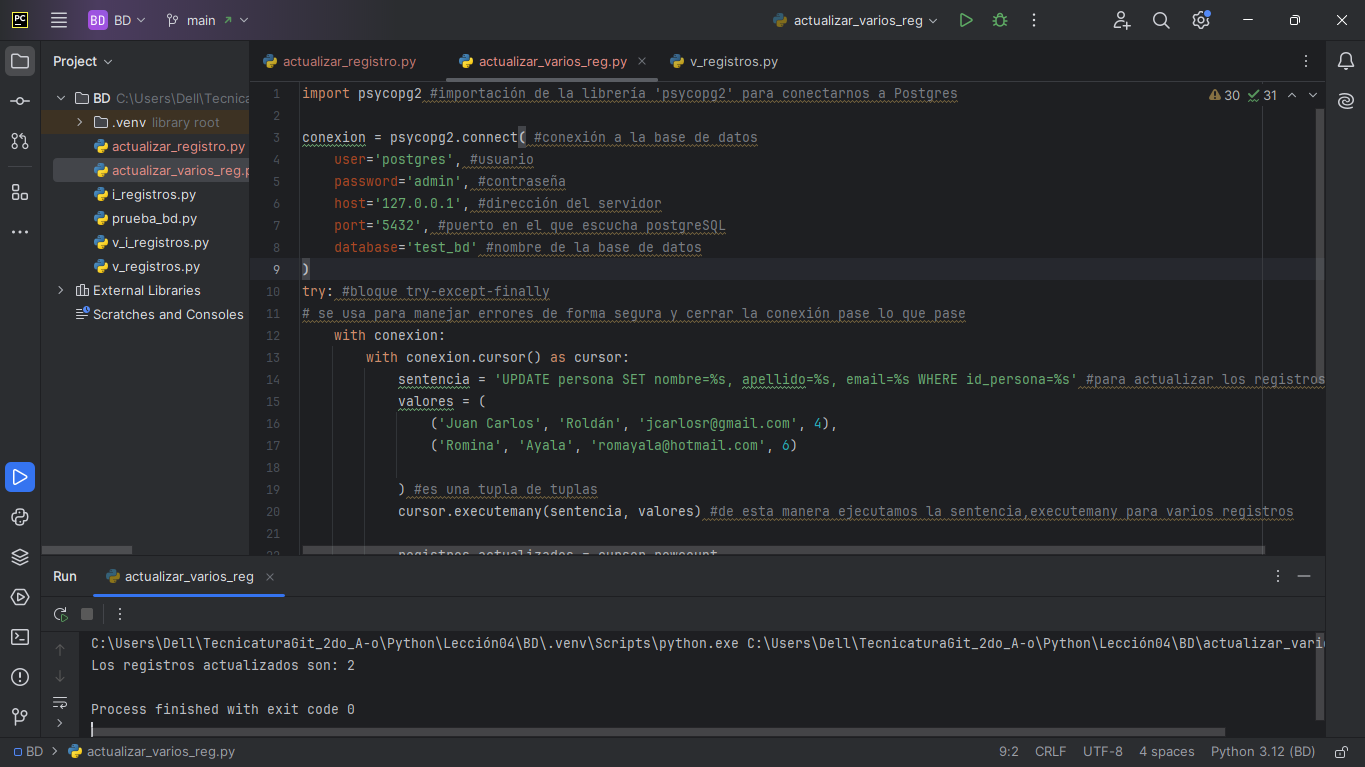 PC
BD BD main actualizar_varios_reg
Project
actualizar_registro.py actualizar_varios_reg.py v_registros.py
BD C:\Users\Dell\Tecnica
.venv library root
actualizar_registro.py
actualizar_varios_reg.p
i_registros.py
prueba_bd.py
v_i_registros.py
v_registros.py
External Libraries
Scratches and Consoles
30 31
1 import psycopg2 #importación de la librería 'psycopg2' para conectarnos a Postgres
2
3 conexion = psycopg2.connect( #conexión a la base de datos
4 user='postgres', #usuario
5 password='admin', #contraseña
6 host='127.0.0.1', #dirección del servidor
7 port='5432', #puerto en el que escucha postgreSQL
8 database='test_bd' #nombre de la base de datos
9 )
10 try: #bloque try-except-finally
11 # se usa para manejar errores de forma segura y cerrar la conexión pase lo que pase
12 with conexion:
13 with conexion.cursor() as cursor:
14 sentencia = 'UPDATE persona SET nombre=%s, apellido=%s, email=%s WHERE id_persona=%s' #para actualizar los registros
15 valores = (
16 ('Juan Carlos', 'Roldán', 'jcarlosr@gmail.com', 4),
17 ('Romina', 'Ayala', 'romayala@hotmail.com', 6)
18
19 ) #es una tupla de tuplas
20 cursor.executemany(sentencia, valores) #de esta manera ejecutamos la sentencia,executemany para varios registros
21
22 registros_actualizados = cursor.rowcount
Run actualizar_varios_reg
C:\Users\Dell\TecnicaturaGit_2do_A-o\Python\Lección04\BD\.venv\Scripts\python.exe C:\Users\Dell\TecnicaturaGit_2do_A-o\Python\Lección04\BD\actualizar_vari
Los registros actualizados son: 2
Process finished with exit code 0
BD actualizar_varios_reg.py 9:2 CRLF UTF-8 4 spaces Python 3.12 (BD)